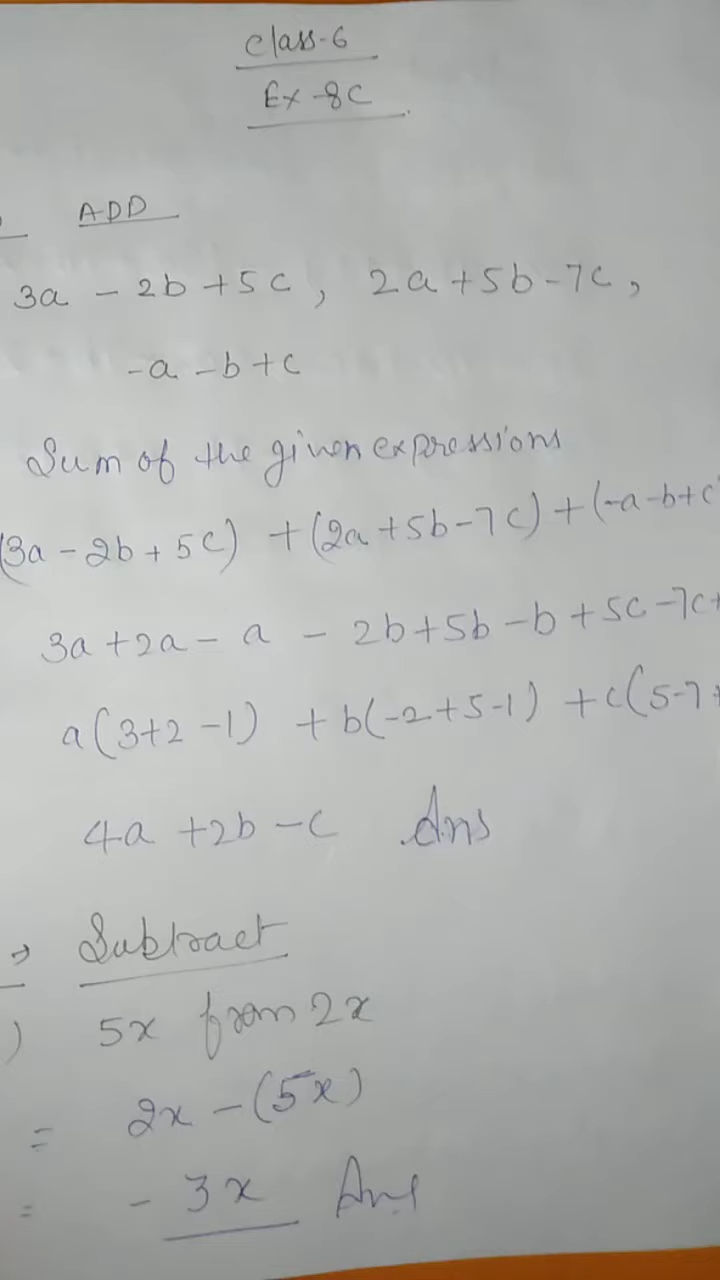 Class-6
Ex-8C
ADD
3a - 2b + 5c, 2a + 5b - 7c,
-a - b + c
Sum of the given expressions
(3a - 2b + 5c) + (2a + 5b - 7c) + (-a - b + c
3a + 2a - a - 2b + 5b - b + 5c - 7c +
a(3+2-1) + b(-2+5-1) + c(5-7+
4a + 2b - c Ans
→ Subtract
) 5x from 2x
= 2x - (5x)
= - 3x Ans